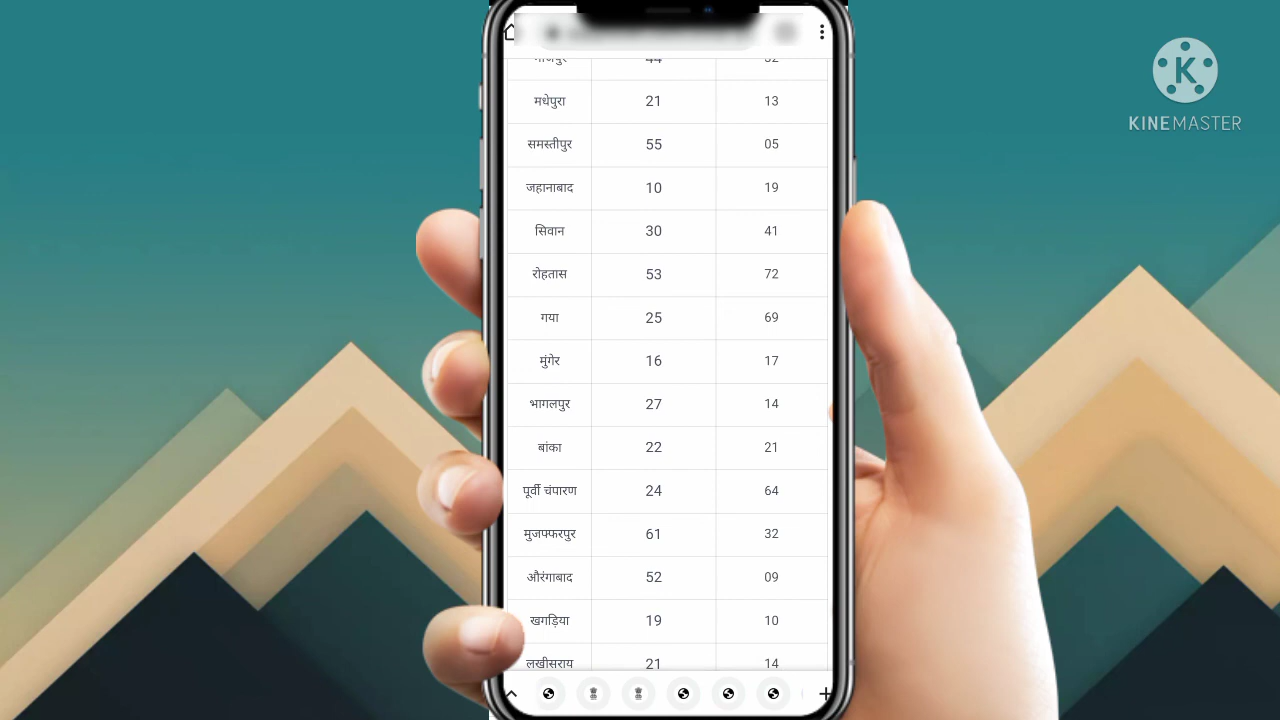 KINEMASTER
मधेपुरा 21 13
समस्तीपुर 55 05
जहानाबाद 10 19
सिवान 30 41
रोहतास 53 72
गया 25 69
मुंगेर 16 17
भागलपुर 27 14
बांका 22 21
पूर्वी चंपारण 24 64
मुजफ्फरपुर 61 32
औरंगाबाद 52 09
खगड़िया 19 10
लखीसराय 21 14